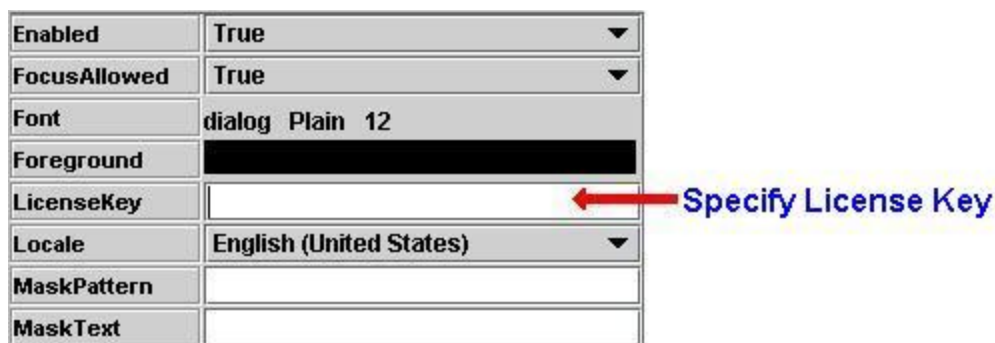 Enabled True
FocusAllowed True
Font dialog Plain 12
Foreground
LicenseKey Specify License Key
Locale English (United States)
MaskPattern
MaskText